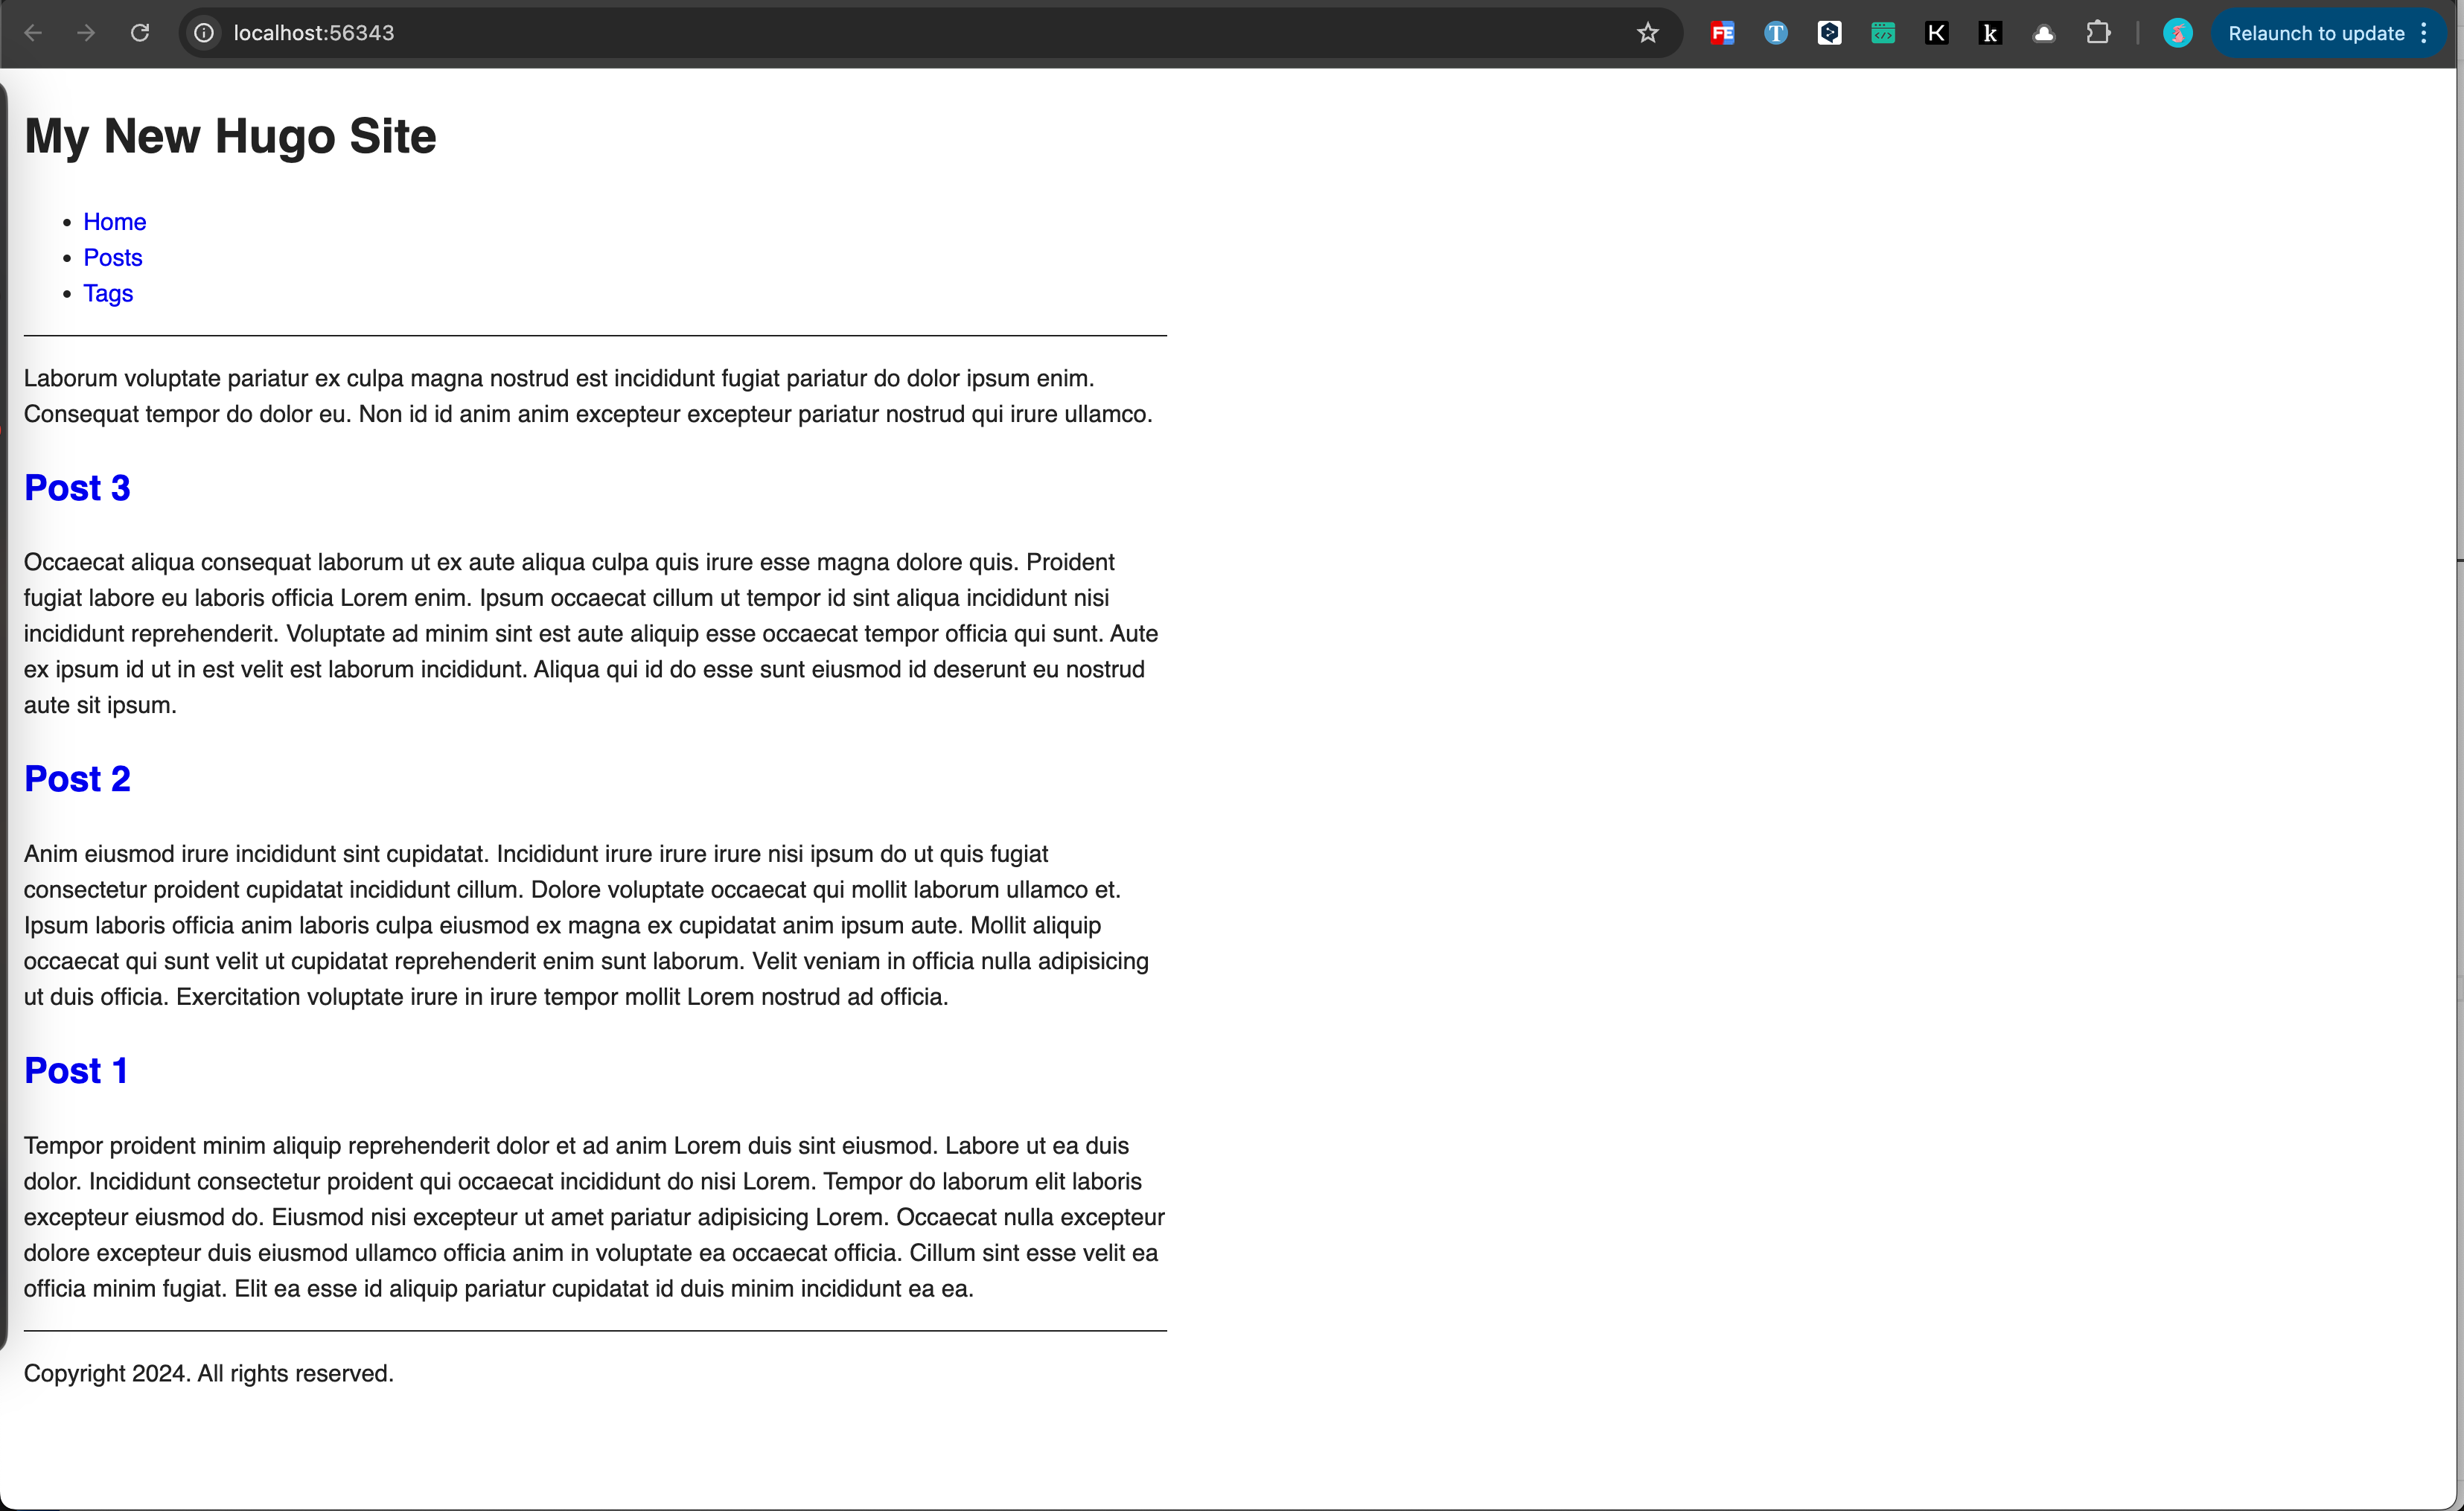 localhost:56343
FE
T
K
k
Relaunch to update
My New Hugo Site
Home
Posts
Tags
Laborum voluptate pariatur ex culpa magna nostrud est incididunt fugiat pariatur do dolor ipsum enim.
Consequat tempor do dolor eu. Non id id anim anim excepteur excepteur pariatur nostrud qui irure ullamco.
Post 3
Occaecat aliqua consequat laborum ut ex aute aliqua culpa quis irure esse magna dolore quis. Proident
fugiat labore eu laboris officia Lorem enim. Ipsum occaecat cillum ut tempor id sint aliqua incididunt nisi
incididunt reprehenderit. Voluptate ad minim sint est aute aliquip esse occaecat tempor officia qui sunt. Aute
ex ipsum id ut in est velit est laborum incididunt. Aliqua qui id do esse sunt eiusmod id deserunt eu nostrud
aute sit ipsum.
Post 2
Anim eiusmod irure incididunt sint cupidatat. Incididunt irure irure irure nisi ipsum do ut quis fugiat
consectetur proident cupidatat incididunt cillum. Dolore voluptate occaecat qui mollit laborum ullamco et.
Ipsum laboris officia anim laboris culpa eiusmod ex magna ex cupidatat anim ipsum aute. Mollit aliquip
occaecat qui sunt velit ut cupidatat reprehenderit enim sunt laborum. Velit veniam in officia nulla adipisicing
ut duis officia. Exercitation voluptate irure in irure tempor mollit Lorem nostrud ad officia.
Post 1
Tempor proident minim aliquip reprehenderit dolor et ad anim Lorem duis sint eiusmod. Labore ut ea duis
dolor. Incididunt consectetur proident qui occaecat incididunt do nisi Lorem. Tempor do laborum elit laboris
excepteur eiusmod do. Eiusmod nisi excepteur ut amet pariatur adipisicing Lorem. Occaecat nulla excepteur
dolore excepteur duis eiusmod ullamco officia anim in voluptate ea occaecat officia. Cillum sint esse velit ea
officia minim fugiat. Elit ea esse id aliquip pariatur cupidatat id duis minim incididunt ea ea.
Copyright 2024. All rights reserved.